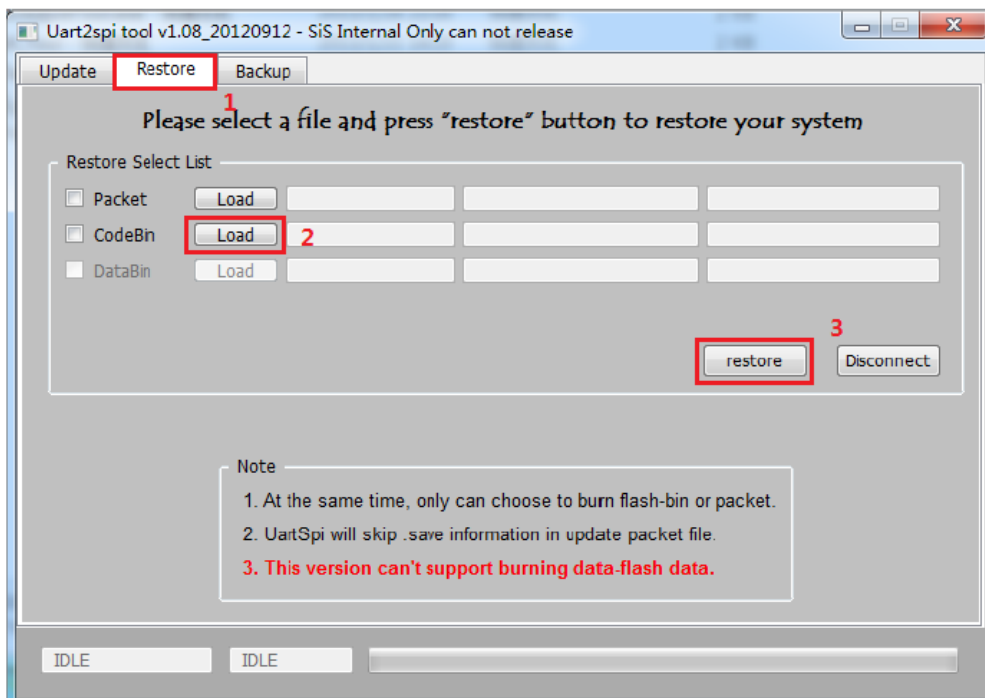 Uart2spi tool v1.08_20120912 - SiS Internal Only can not release
Update Restore Backup
1
Please select a file and press "restore" button to restore your system
Restore Select List
Packet Load
CodeBin Load 2
DataBin Load
3
restore Disconnect
Note
1. At the same time, only can choose to burn flash-bin or packet.
2. UartSpi will skip .save information in update packet file.
3. This version can't support burning data-flash data.
IDLE IDLE